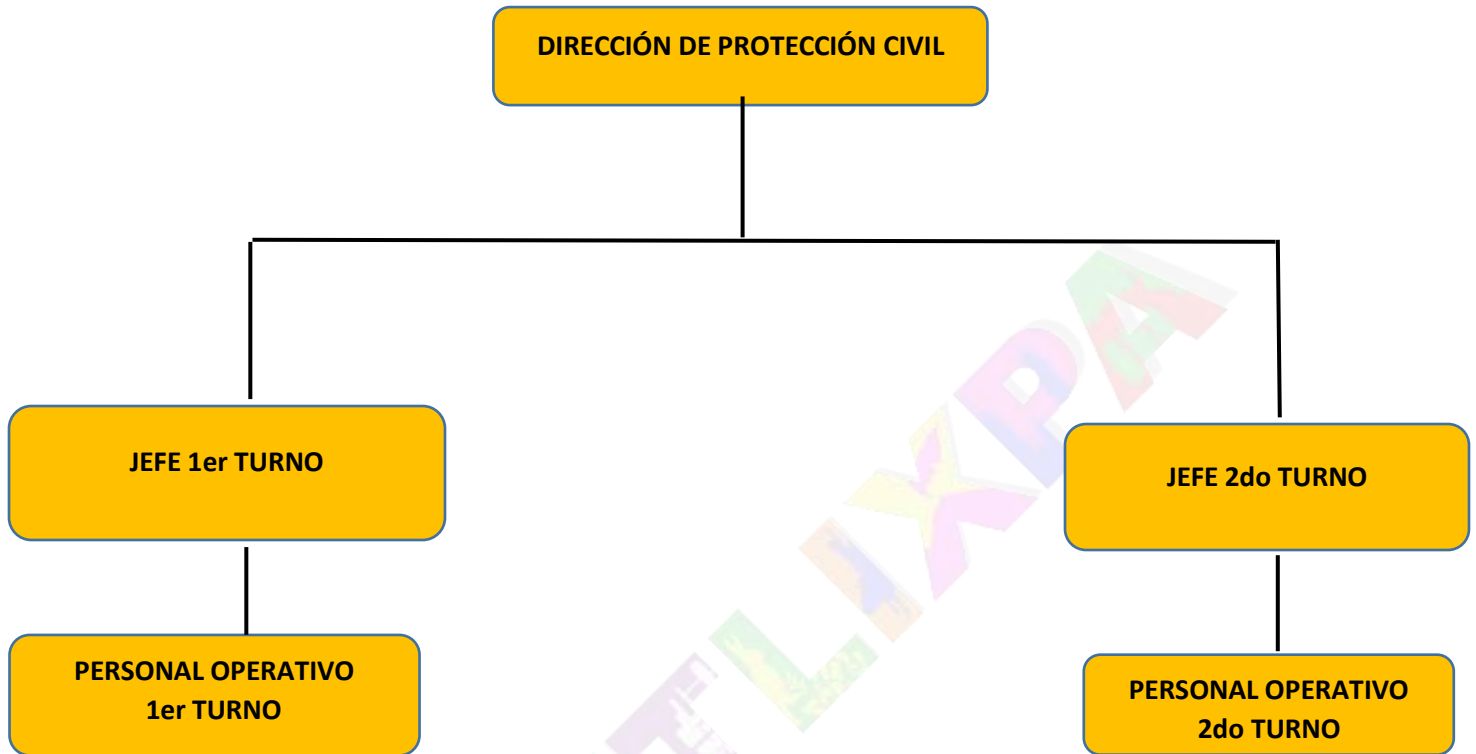 DIRECCIÓN DE PROTECCIÓN CIVIL
JEFE 1er TURNO
JEFE 2do TURNO
PERSONAL OPERATIVO
1er TURNO
PERSONAL OPERATIVO
2do TURNO
TLIXPA